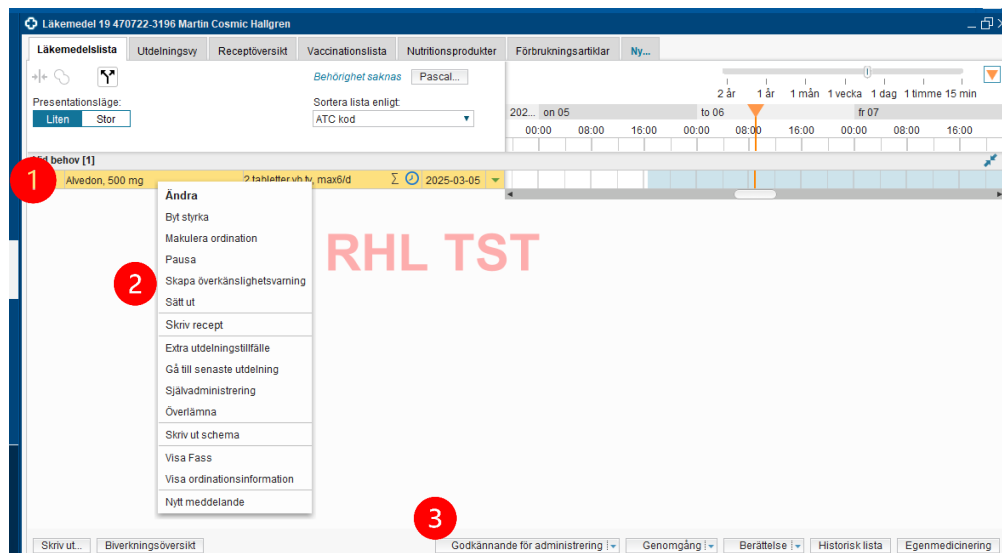 Läkemedel 19 470722-3196 Martin Cosmic Hallgren
Läkemedelslista Utdelningsvy Receptöversikt Vaccinationslista Nutritionsprodukter Förbrukningsartiklar Ny...
Behörighet saknas Pascal...
Presentationsläge: Sortera lista enligt:
Liten Stor ATC kod
2 år 1 år 1 mån 1 vecka 1 dag 1 timme 15 min
202... on 05 to 06 fr 07
00:00 08:00 16:00 00:00 08:00 16:00 00:00 08:00 16:00
behov [1]
1 Alvedon, 500 mg 2 tabletter vb tv, max6/d Σ 2025-03-05
Ändra
Byt styrka
Makulera ordination
Pausa
RHL TST
2
Skapa överkänslighetsvarning
Sätt ut
Skriv recept
Extra utdelningstillfälle
Gå till senaste utdelning
Självadministrering
Överlämna
Skriv ut schema
Visa Fass
Visa ordinationsinformation
Nytt meddelande
3
Skriv ut... Biverkningsöversikt Godkännande för administrering Genomgång Berättelse Historisk lista Egenmedicinering